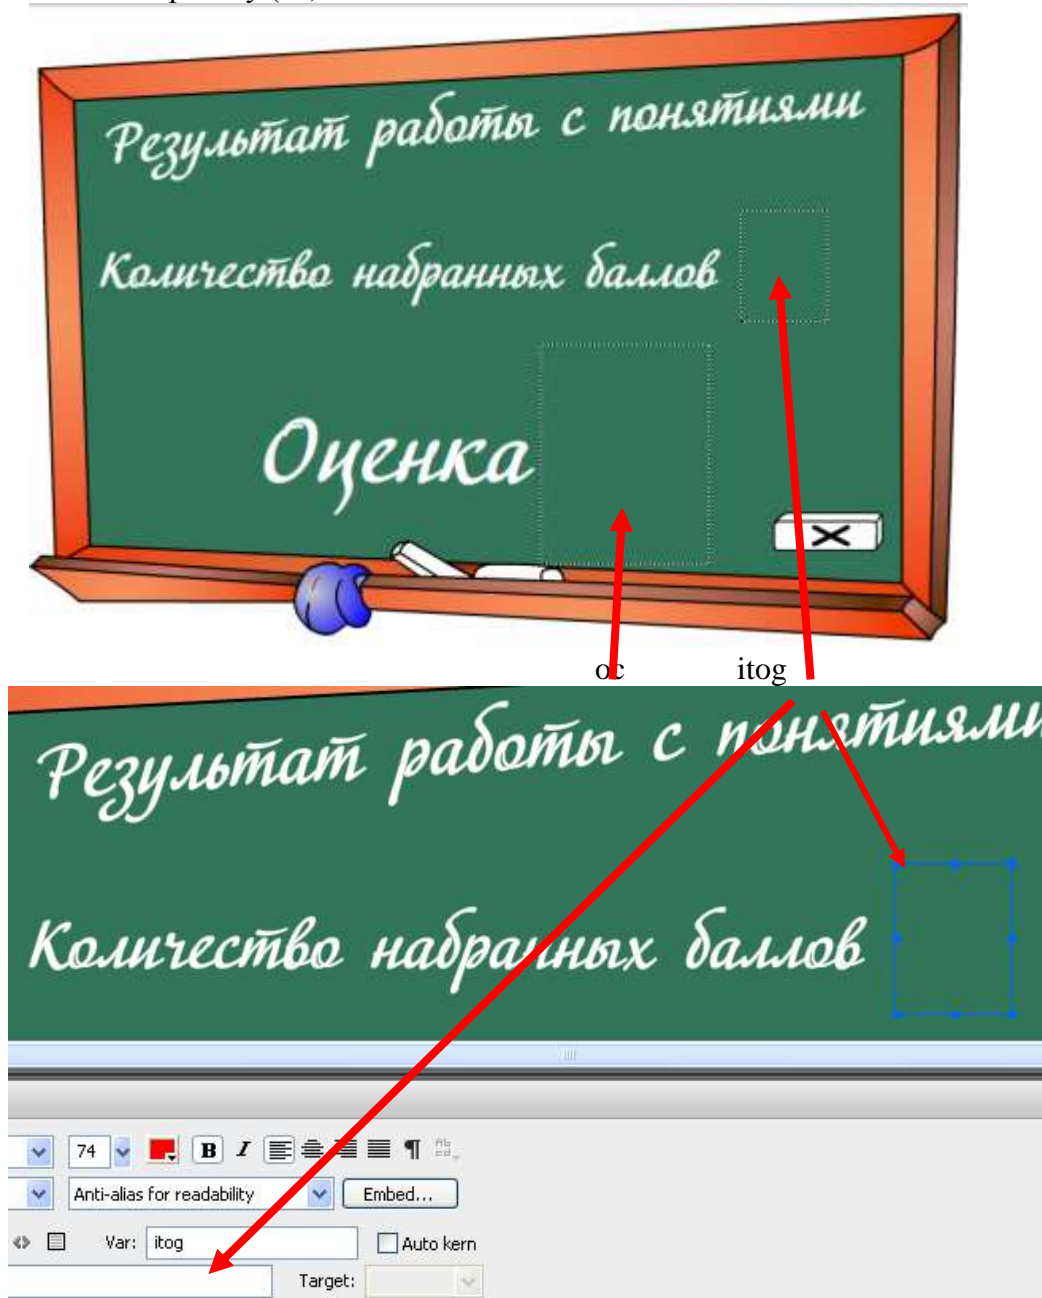 Результат работы с понятиями
Количество набранных баллов
Оценка
oc itog
Результат работы с понятиями
Количество набранных баллов
74 B I
Anti-alias for readability Embed...
Var: itog Auto kern
Target: